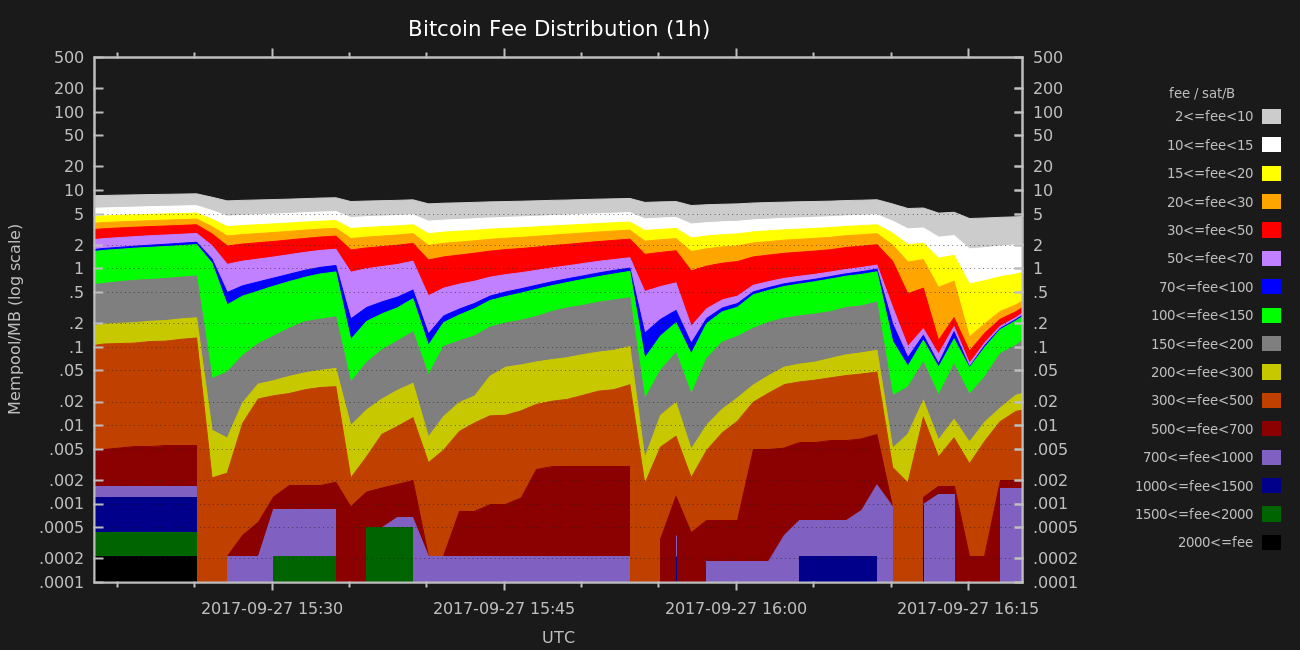 Bitcoin Fee Distribution (1h)
500
200
100
50
20
10
5
2
1
.5
.2
.1
.05
.02
.01
.005
.002
.001
.0005
.0002
.0001
Mempool/MB (log scale)
500
200
100
50
20
10
5
2
1
.5
.2
.1
.05
.02
.01
.005
.002
.001
.0005
.0002
.0001
2017-09-27 15:30
2017-09-27 15:45
2017-09-27 16:00
2017-09-27 16:15
UTC
fee / sat/B
2<=fee<10
10<=fee<15
15<=fee<20
20<=fee<30
30<=fee<50
50<=fee<70
70<=fee<100
100<=fee<150
150<=fee<200
200<=fee<300
300<=fee<500
500<=fee<700
700<=fee<1000
1000<=fee<1500
1500<=fee<2000
2000<=fee